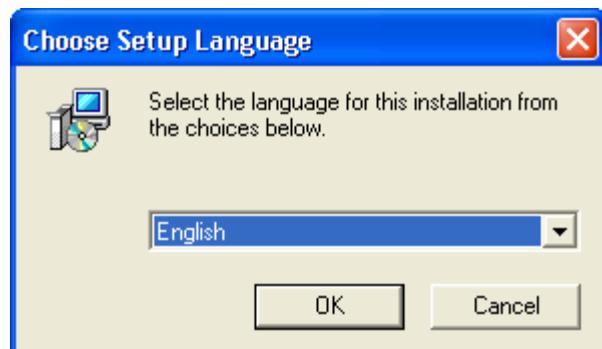 Choose Setup Language
Select the language for this installation from
the choices below.
English
OK
Cancel